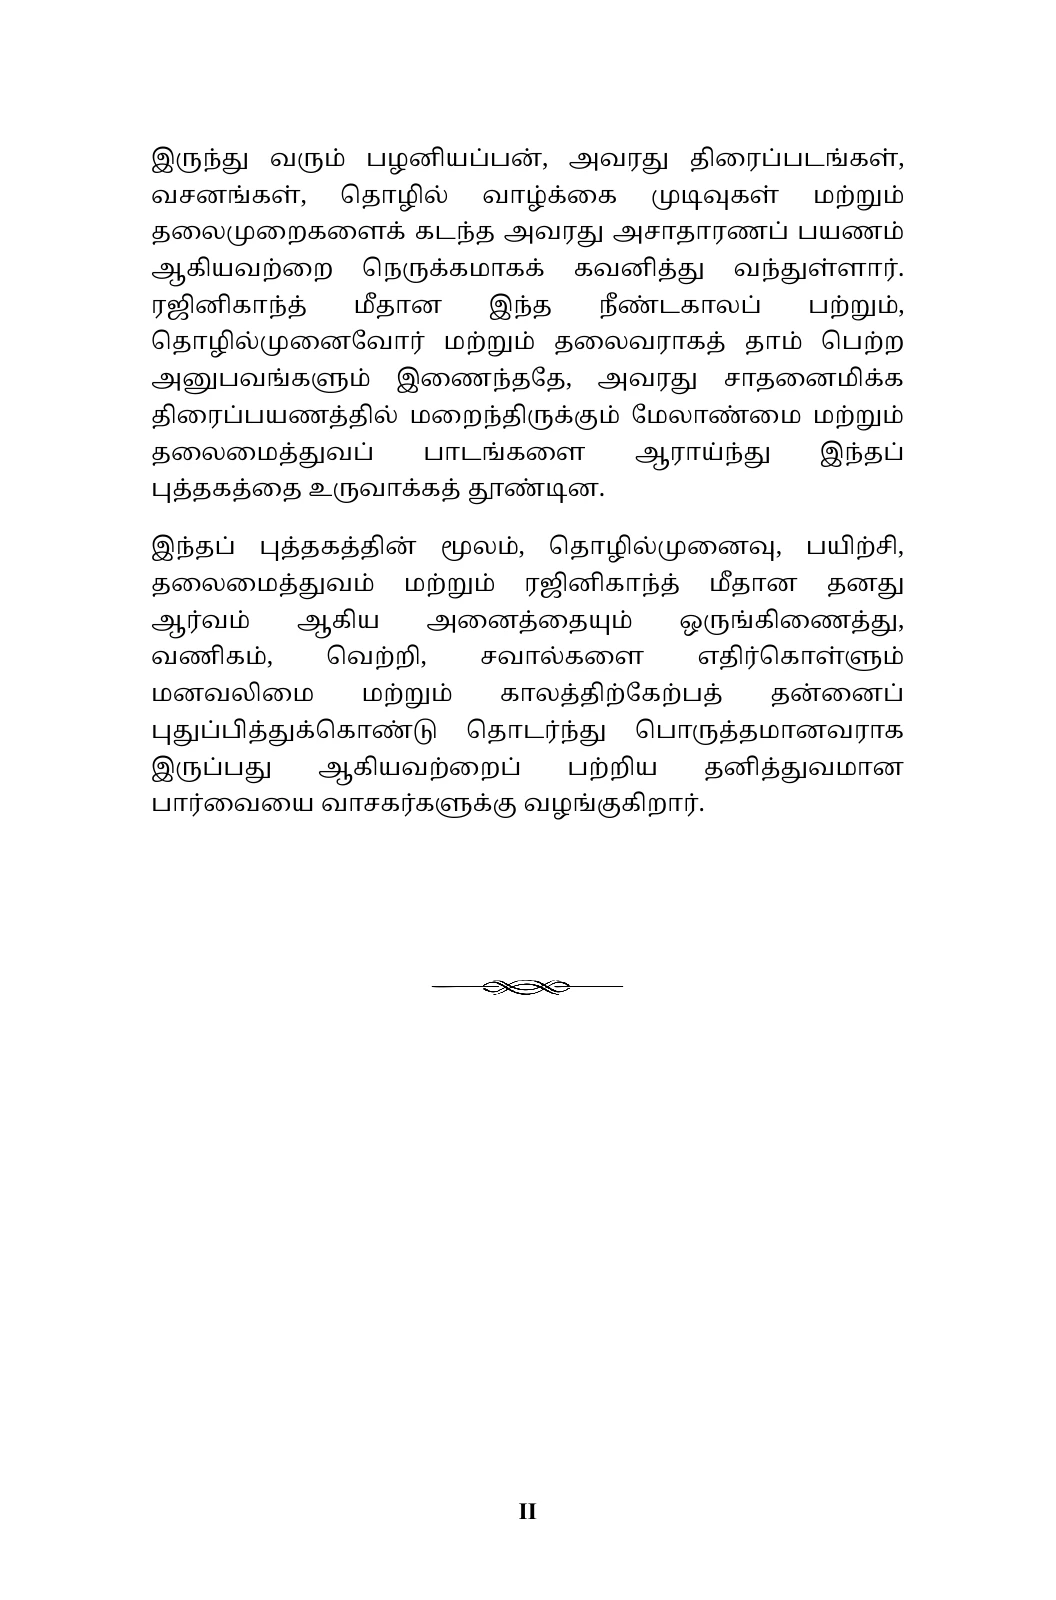 இருந்து வரும் பழனியப்பன், அவரது திரைப்படங்கள்,
வசனங்கள், தொழில் வாழ்க்கை முடிவுகள் மற்றும்
தலைமுறைகளைக் கடந்த அவரது அசாதாரணப் பயணம்
ஆகியவற்றை நெருக்கமாகக் கவனித்து வந்துள்ளார்.
ரஜினிகாந்த் மீதான இந்த நீண்டகாலப் பற்றும்,
தொழில்முனைவோர் மற்றும் தலைவராகத் தாம் பெற்ற
அனுபவங்களும் இணைந்ததே, அவரது சாதனைமிக்க
திரைப்பயணத்தில் மறைந்திருக்கும் மேலாண்மை மற்றும்
தலைமைத்துவப் பாடங்களை ஆராய்ந்து இந்தப்
புத்தகத்தை உருவாக்கத் தூண்டின.
இந்தப் புத்தகத்தின் மூலம், தொழில்முனைவு, பயிற்சி,
தலைமைத்துவம் மற்றும் ரஜினிகாந்த் மீதான தனது
ஆர்வம் ஆகிய அனைத்தையும் ஒருங்கிணைத்து,
வணிகம், வெற்றி, சவால்களை எதிர்கொள்ளும்
மனவலிமை மற்றும் காலத்திற்கேற்பத் தன்னைப்
புதுப்பித்துக்கொண்டு தொடர்ந்து பொருத்தமானவராக
இருப்பது ஆகியவற்றைப் பற்றிய தனித்துவமான
பார்வையை வாசகர்களுக்கு வழங்குகிறார்.
II